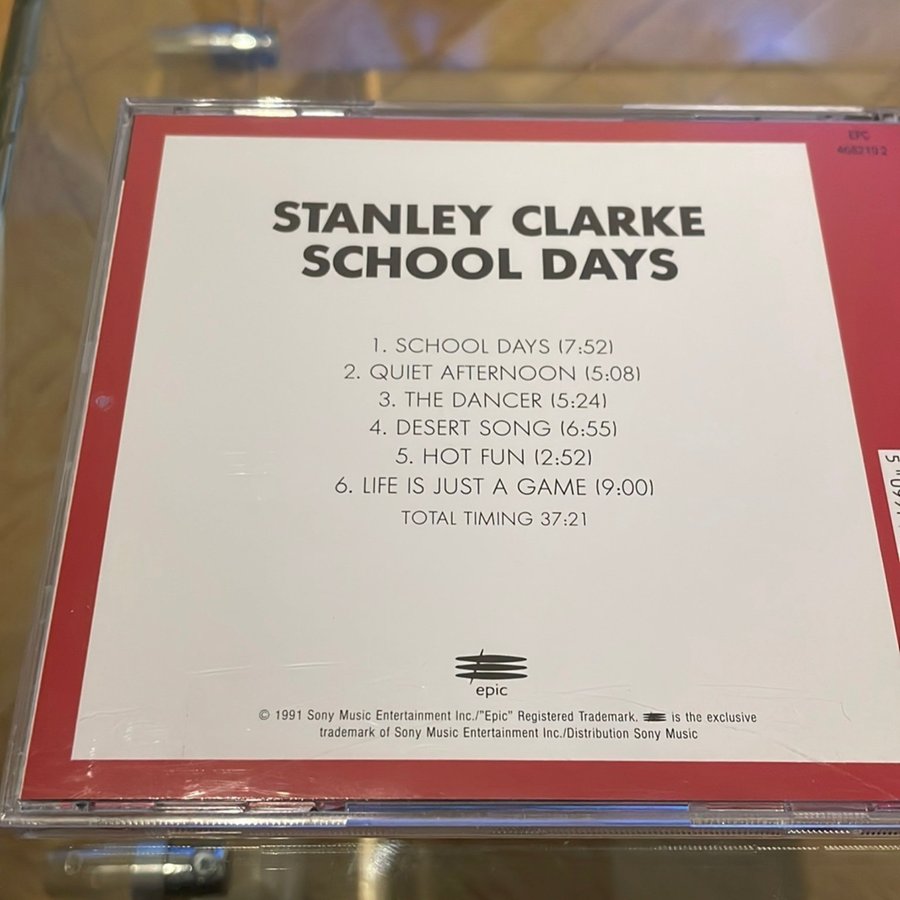 EPC
468219 2
STANLEY CLARKE
SCHOOL DAYS
1. SCHOOL DAYS (7:52)
2. QUIET AFTERNOON (5:08)
3. THE DANCER (5:24)
4. DESERT SONG (6:55)
5. HOT FUN (2:52)
6. LIFE IS JUST A GAME (9:00)
TOTAL TIMING 37:21
epic
© 1991 Sony Music Entertainment Inc./"Epic" Registered Trademark. is the exclusive
trademark of Sony Music Entertainment Inc./Distribution Sony Music